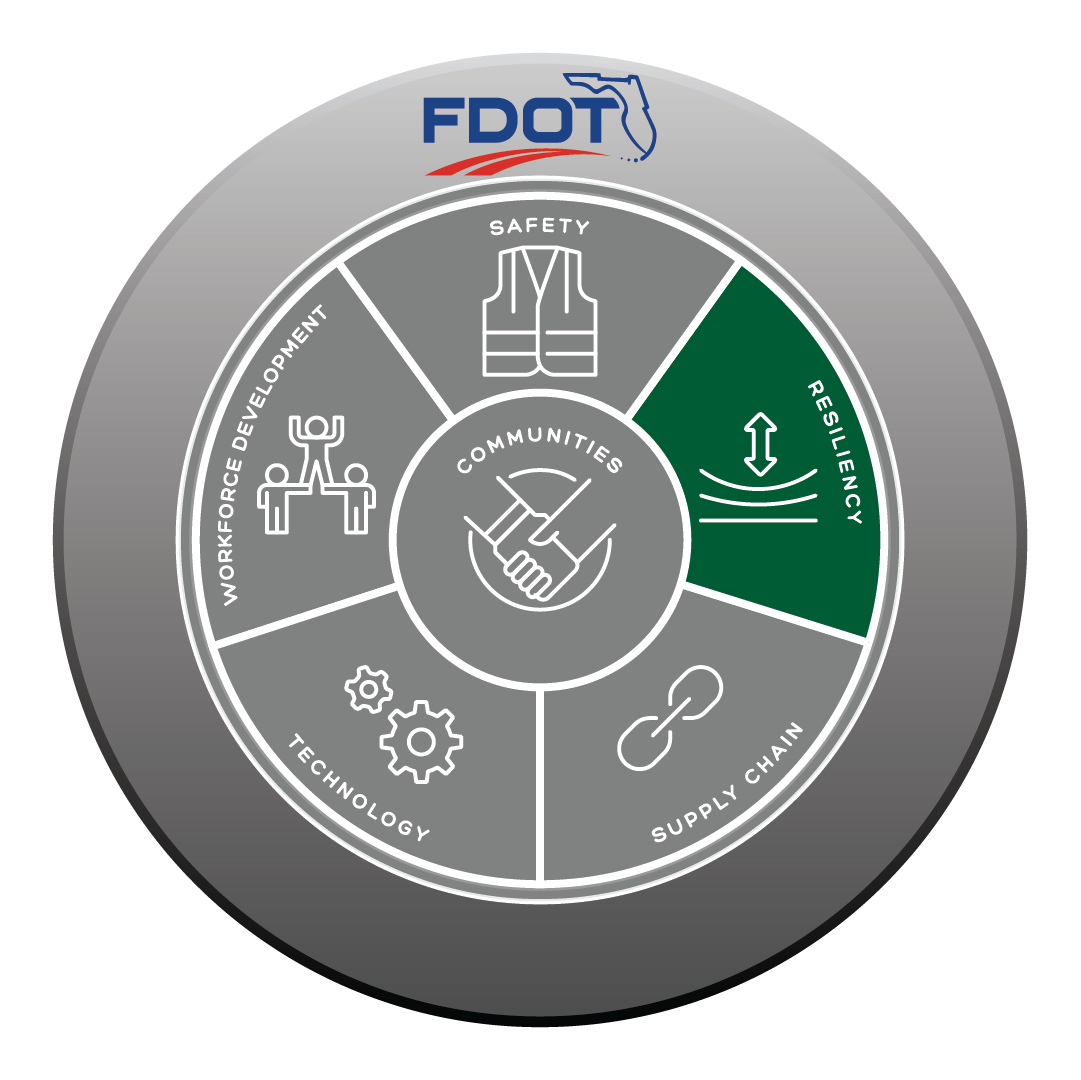 FDOT
SAFETY
WORKFORCE DEVELOPMENT
COMMUNITIES
RESILIENCY
TECHNOLOGY
SUPPLY CHAIN